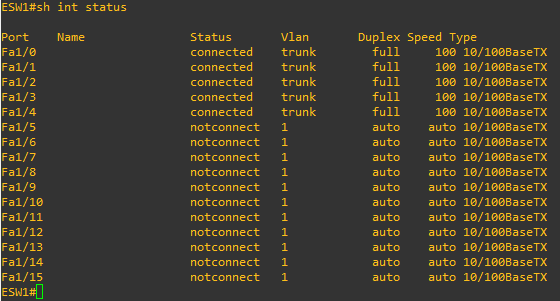 ESW1#sh int status
Port Name Status Vlan Duplex Speed Type
Fa1/0 connected trunk full 100 10/100BaseTX
Fa1/1 connected trunk full 100 10/100BaseTX
Fa1/2 connected trunk full 100 10/100BaseTX
Fa1/3 connected trunk full 100 10/100BaseTX
Fa1/4 connected trunk full 100 10/100BaseTX
Fa1/5 notconnect 1 auto auto 10/100BaseTX
Fa1/6 notconnect 1 auto auto 10/100BaseTX
Fa1/7 notconnect 1 auto auto 10/100BaseTX
Fa1/8 notconnect 1 auto auto 10/100BaseTX
Fa1/9 notconnect 1 auto auto 10/100BaseTX
Fa1/10 notconnect 1 auto auto 10/100BaseTX
Fa1/11 notconnect 1 auto auto 10/100BaseTX
Fa1/12 notconnect 1 auto auto 10/100BaseTX
Fa1/13 notconnect 1 auto auto 10/100BaseTX
Fa1/14 notconnect 1 auto auto 10/100BaseTX
Fa1/15 notconnect 1 auto auto 10/100BaseTX
ESW1#